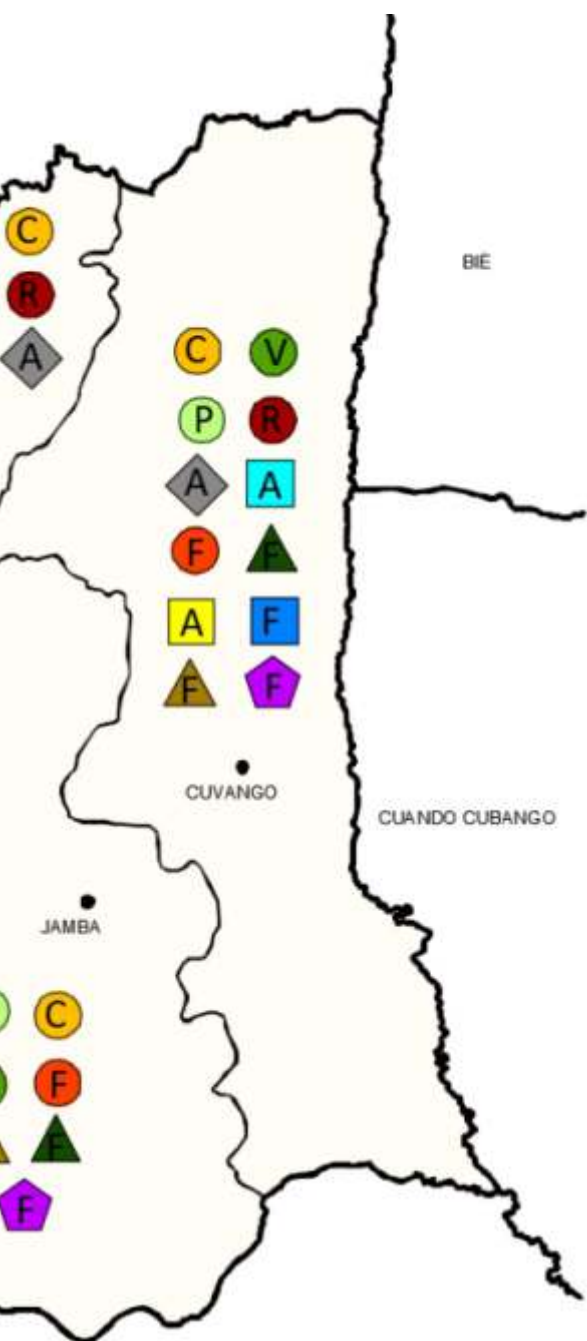 C
R
A
BIÉ
C V
P R
A A
F F
A F
F F
CUVANGO
CUANDO CUBANGO
JAMBA
C
F
F
F